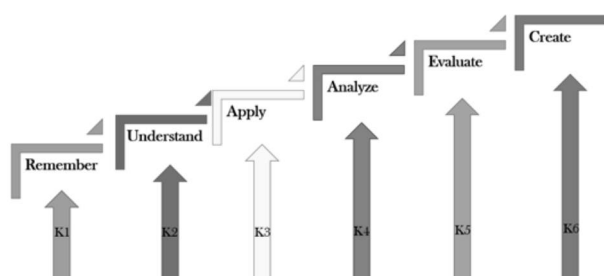 Remember
Understand
Apply
Analyze
Evaluate
Create
K1
K2
K3
K4
K5
K6